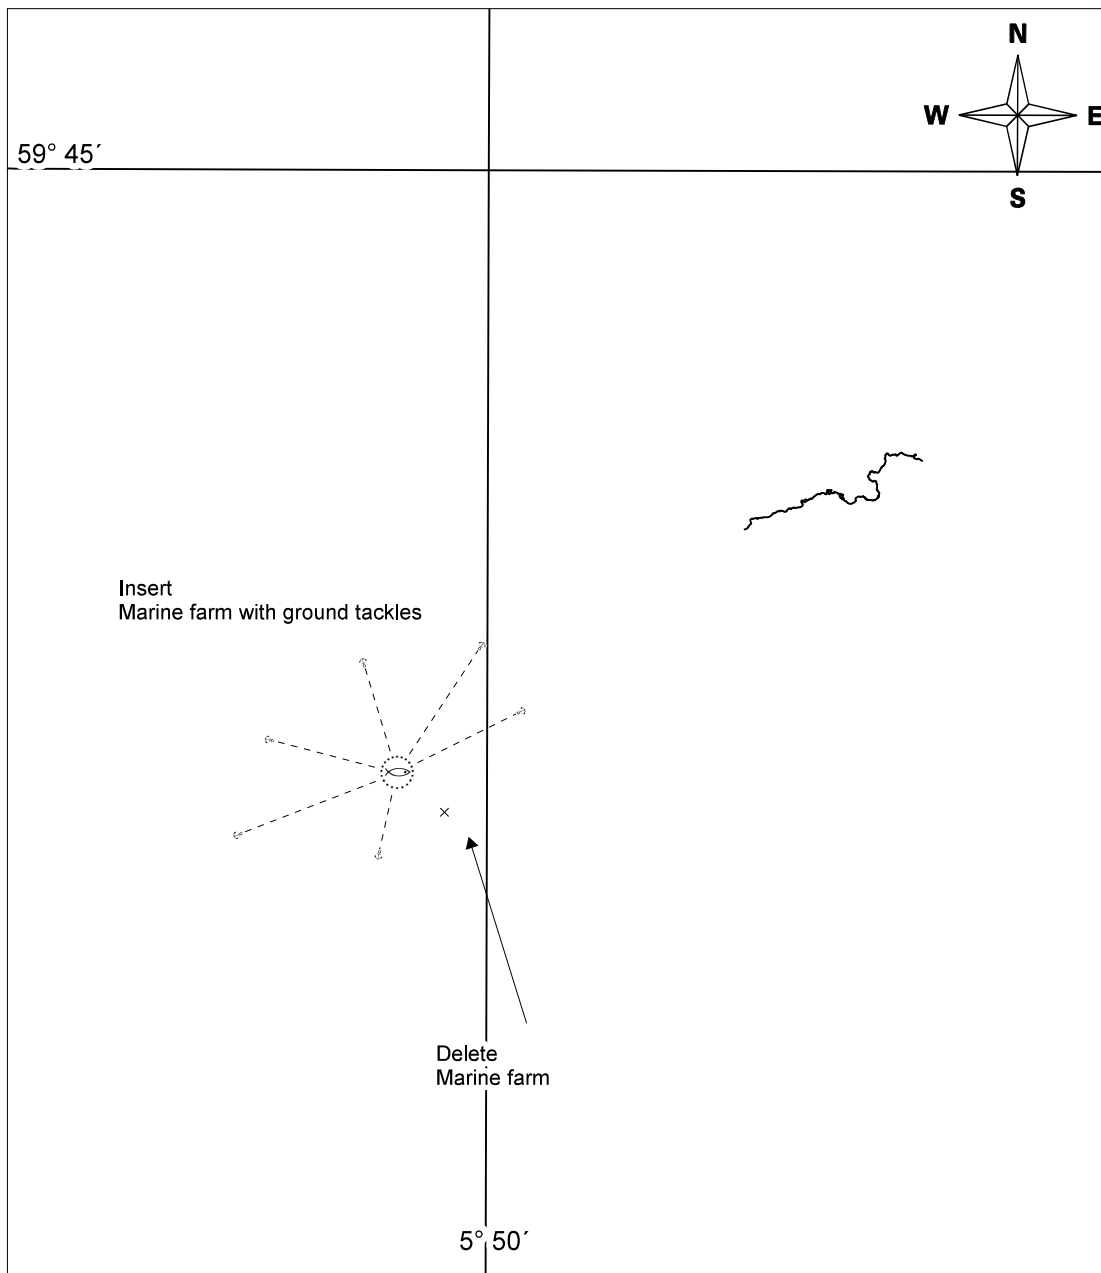 N
W E
59° 45´
S
Insert
Marine farm with ground tackles
Delete
Marine farm
5° 50´